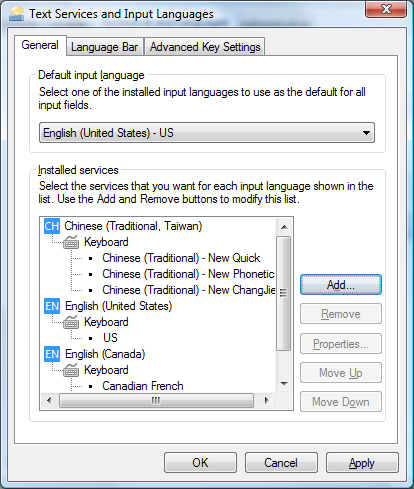 Text Services and Input Languages
General
Language Bar
Advanced Key Settings
Default input language
Select one of the installed input languages to use as the default for all
input fields.
English (United States) - US
Installed services
Select the services that you want for each input language shown in the
list. Use the Add and Remove buttons to modify this list.
CH Chinese (Traditional, Taiwan)
Keyboard
Chinese (Traditional) - New Quick
Chinese (Traditional) - New Phonetic
Chinese (Traditional) - New ChangJie
EN English (United States)
Keyboard
US
EN English (Canada)
Keyboard
Canadian French
Add...
Remove
Properties...
Move Up
Move Down
OK
Cancel
Apply